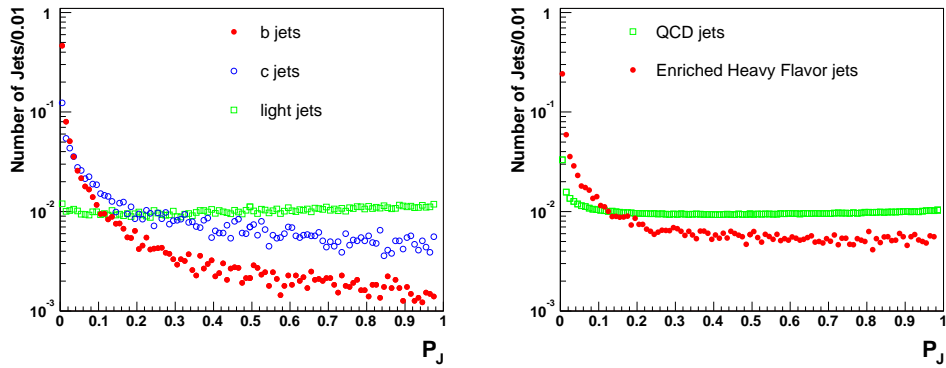 Number of Jets/0.01
1
10^-1
10^-2
10^-3
b jets
c jets
light jets
0 0.1 0.2 0.3 0.4 0.5 0.6 0.7 0.8 0.9 1
P_J
Number of Jets/0.01
1
10^-1
10^-2
10^-3
QCD jets
Enriched Heavy Flavor jets
0 0.1 0.2 0.3 0.4 0.5 0.6 0.7 0.8 0.9 1
P_J